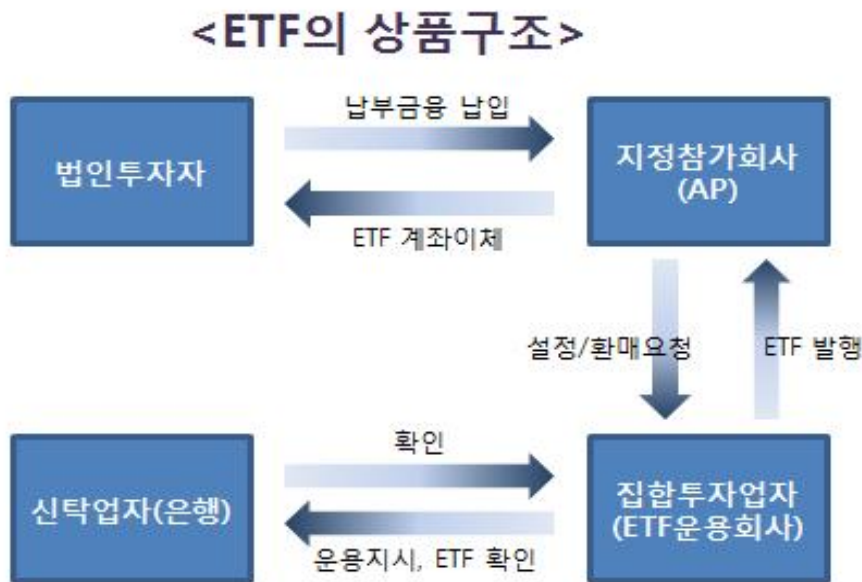 <ETF의 상품구조>
납부금용 납입
법인투자자
지정참가회사
(AP)
ETF 계좌이체
설정/환매요청
ETF 발행
확인
신탁업자(은행)
집합투자업자
(ETF운용회사)
운용지시, ETF 확인